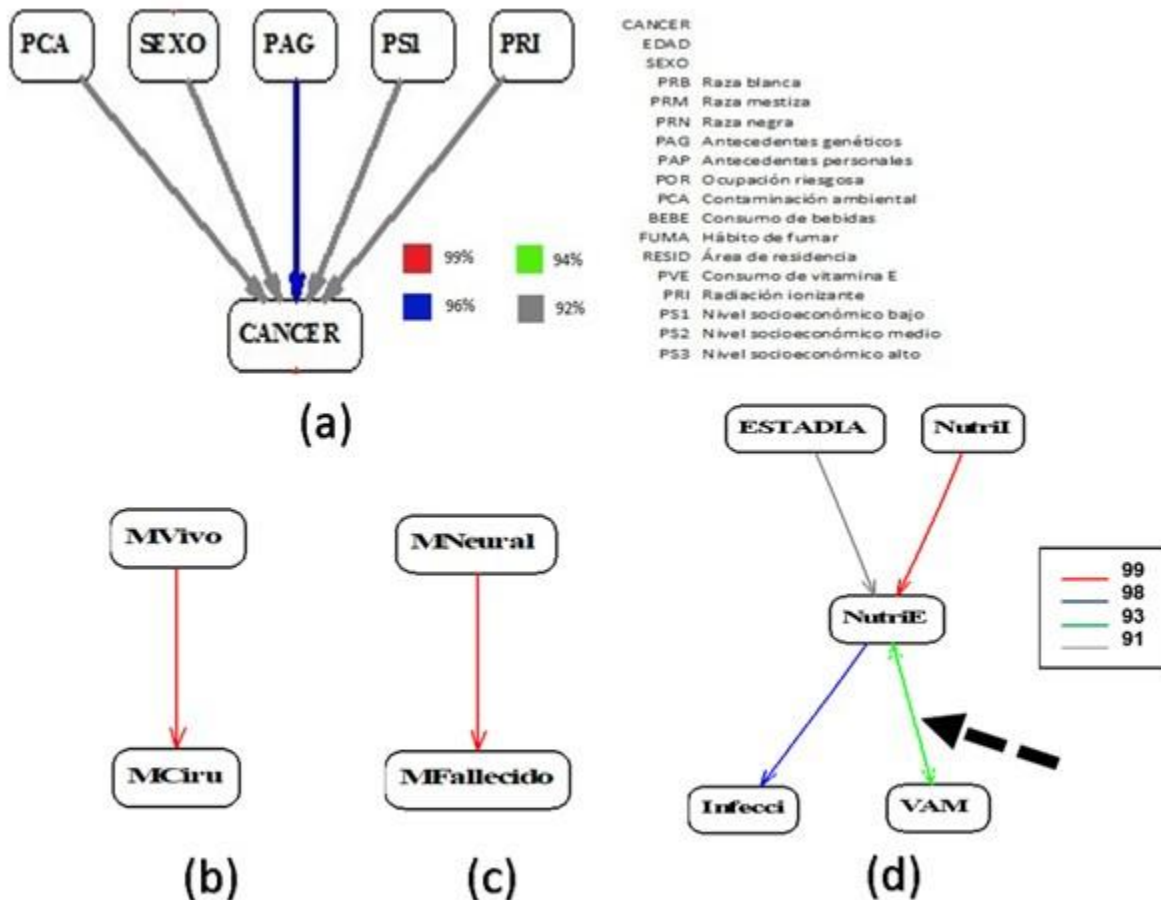 PCA
SEXO
PAG
PS1
PRI
CANCER
99%
94%
96%
92%
(a)
CANCER
EDAD
SEXO
PRB Raza blanca
PRM Raza mestiza
PRN Raza negra
PAG Antecedentes genéticos
PAP Antecedentes personales
POR Ocupación riesgosa
PCA Contaminación ambiental
BEBE Consumo de bebidas
FUMA Hábito de fumar
RESID Área de residencia
PVE Consumo de vitamina E
PRI Radiación ionizante
PS1 Nivel socioeconómico bajo
PS2 Nivel socioeconómico medio
PS3 Nivel socioeconómico alto
MVivo
MCiru
(b)
MNeural
MFallecido
(c)
ESTADIA
NutriI
NutriE
Infecci
VAM
99
98
93
91
(d)